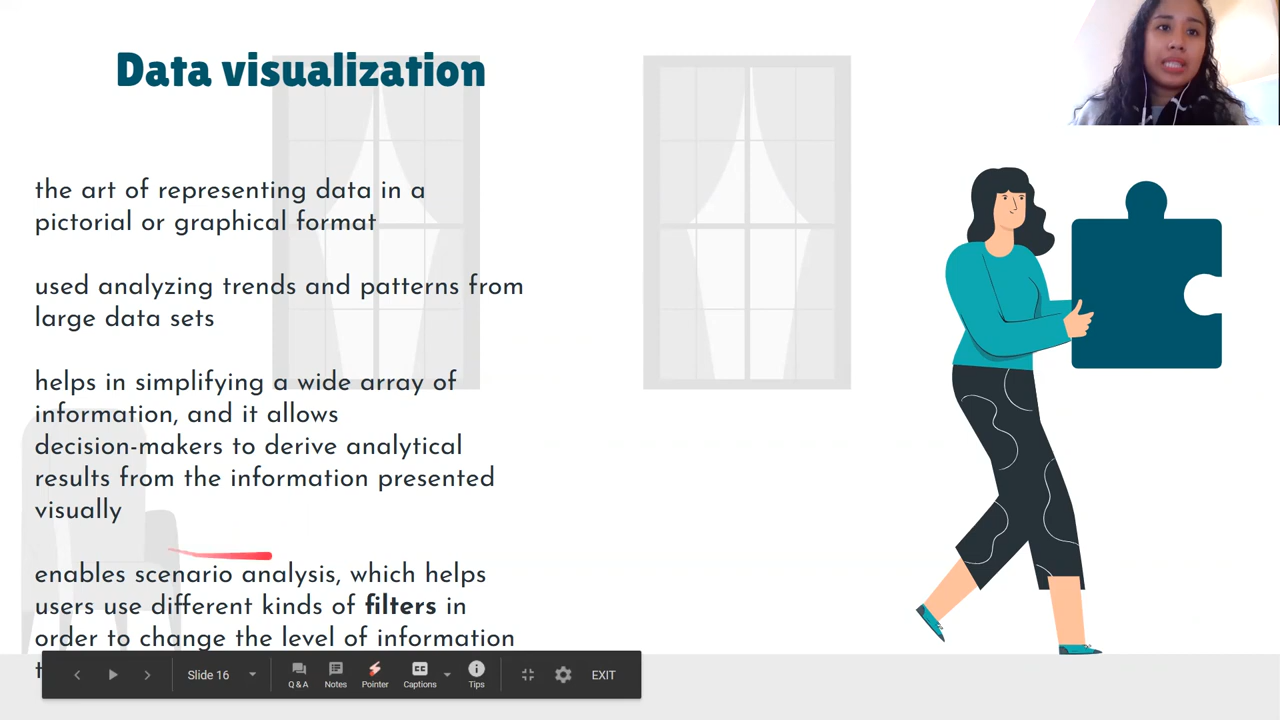 Data visualization
the art of representing data in a
pictorial or graphical format
used analyzing trends and patterns from
large data sets
helps in simplifying a wide array of
information, and it allows
decision-makers to derive analytical
results from the information presented
visually
enables scenario analysis, which helps
users use different kinds of filters in
order to change the level of information
Slide 16
Q & A
Notes
Pointer
Captions
Tips
EXIT
CC